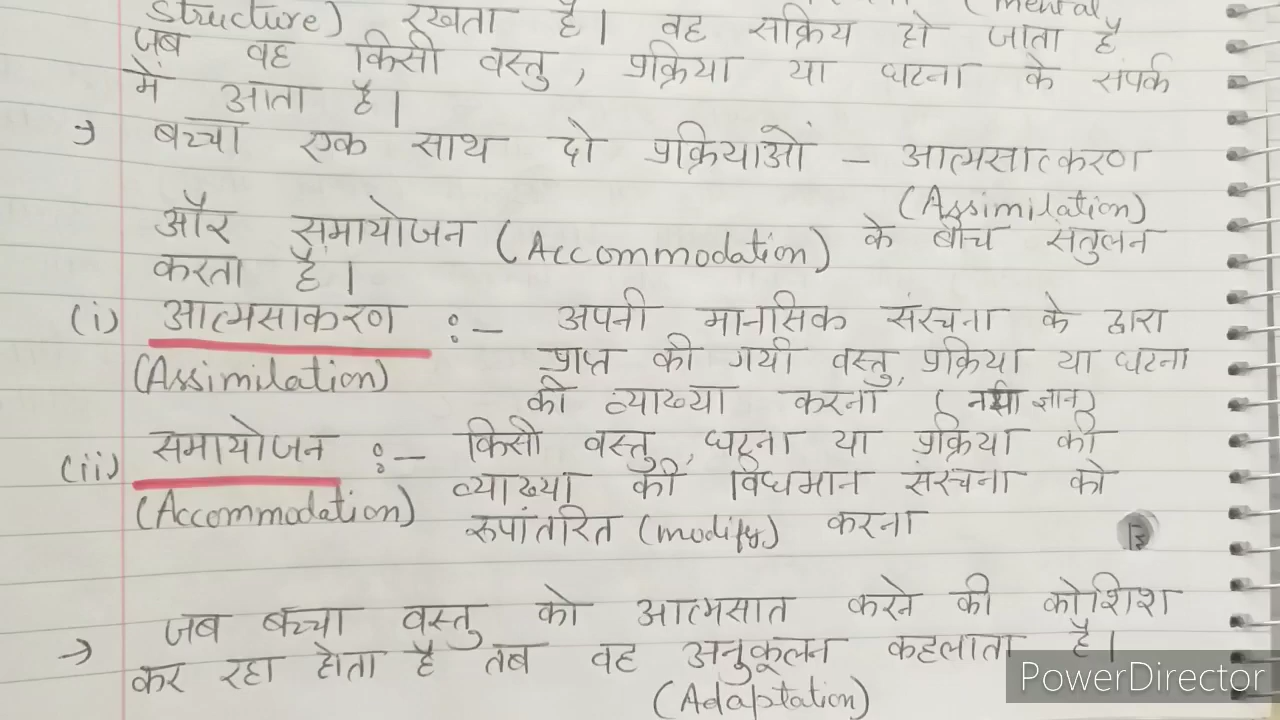 structure) रखता है। वह सक्रिय हो जाता है (mental
जब वह किसी वस्तु, प्रक्रिया या घटना के संपर्क
में आता है।
→ बच्चा एक साथ दो प्रक्रियाओं – आत्मसात्करण
(Assimilation)
और समायोजन (Accommodation) के बीच संतुलन
करता है।
(i) आत्मसाकरण :– अपनी मानसिक संरचना के द्वारा
(Assimilation) प्राप्त की गयी वस्तु, प्रक्रिया या घटना
की व्याख्या करना (नयी ज्ञान)
(ii) समायोजन :– किसी वस्तु, घटना या प्रक्रिया की
(Accommodation) व्याख्या की विधमान संरचना को
रूपांतरित (modify) करना
जब बच्चा वस्तु को आत्मसात करने की कोशिश
→ कर रहा होता है तब वह अनुकूलन कहलाता है।
(Adaptation)
PowerDirector